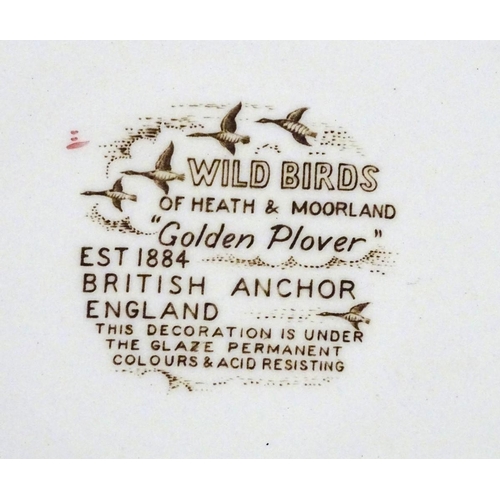 WILD BIRDS
OF HEATH & MOORLAND
"Golden Plover"
EST 1884
BRITISH ANCHOR
ENGLAND
THIS DECORATION IS UNDER
THE GLAZE PERMANENT
COLOURS & ACID RESISTING